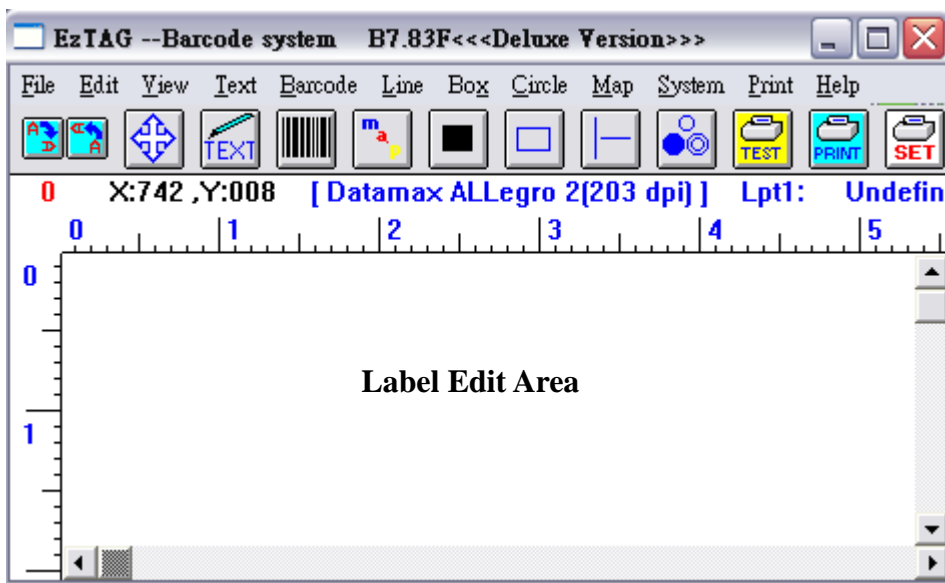 EzTAG --Barcode system B7.83F<<<Deluxe Version>>>
File Edit View Text Barcode Line Box Circle Map System Print Help
A D A TEXT map TEST PRINT SET
0 X:742 ,Y:008 [ Datamax ALLegro 2(203 dpi) ] Lpt1: Undefin
0 1 2 3 4 5
0
Label Edit Area
1